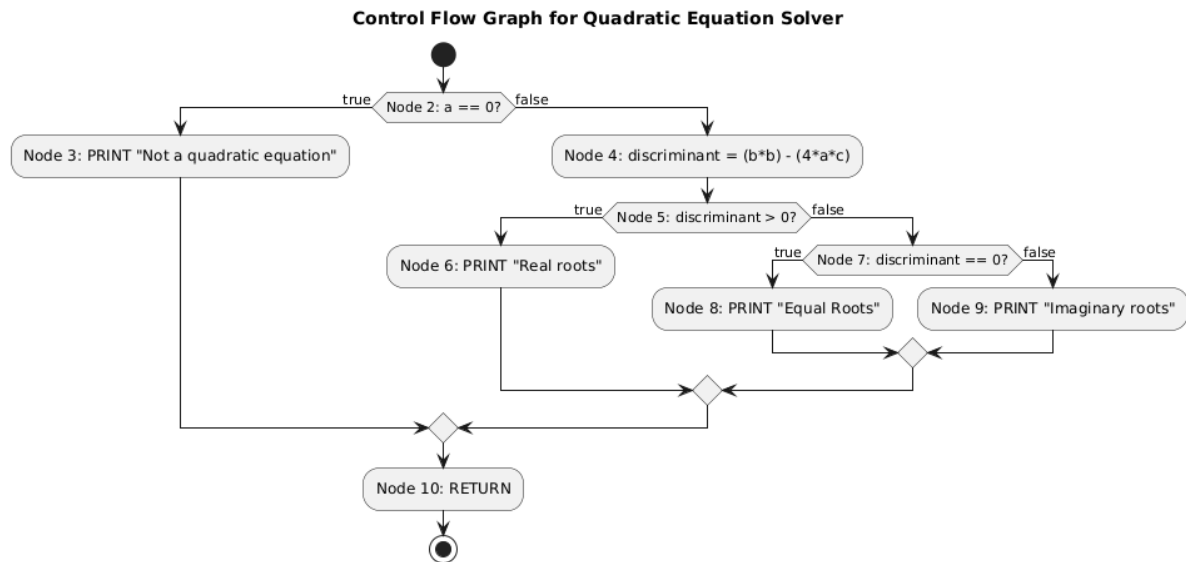 Control Flow Graph for Quadratic Equation Solver
true
Node 2: a == 0?
false
Node 3: PRINT "Not a quadratic equation"
Node 4: discriminant = (b*b) - (4*a*c)
true
Node 5: discriminant > 0?
false
Node 6: PRINT "Real roots"
true
Node 7: discriminant == 0?
false
Node 8: PRINT "Equal Roots"
Node 9: PRINT "Imaginary roots"
Node 10: RETURN